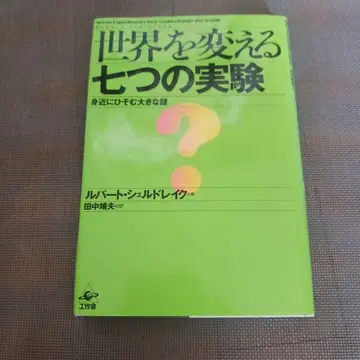 世界を変える
七つの実験
身近にひそむ大きな謎
?
ルパート・シェルドレイク=著
田中靖夫=訳
工作舎